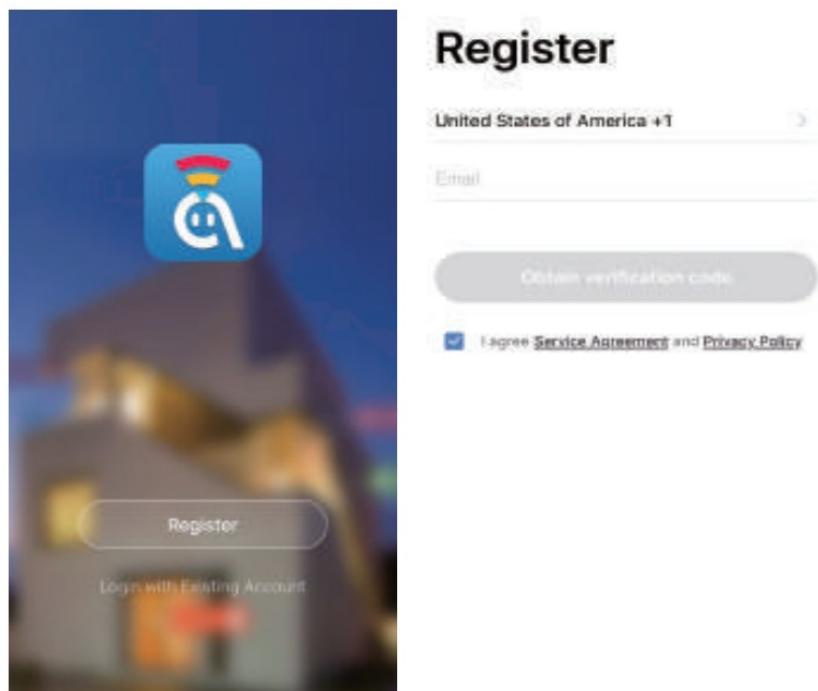 Register
Login with Existing Account
Register
United States of America +1
Email
Obtain verification code
I agree Service Agreement and Privacy Policy